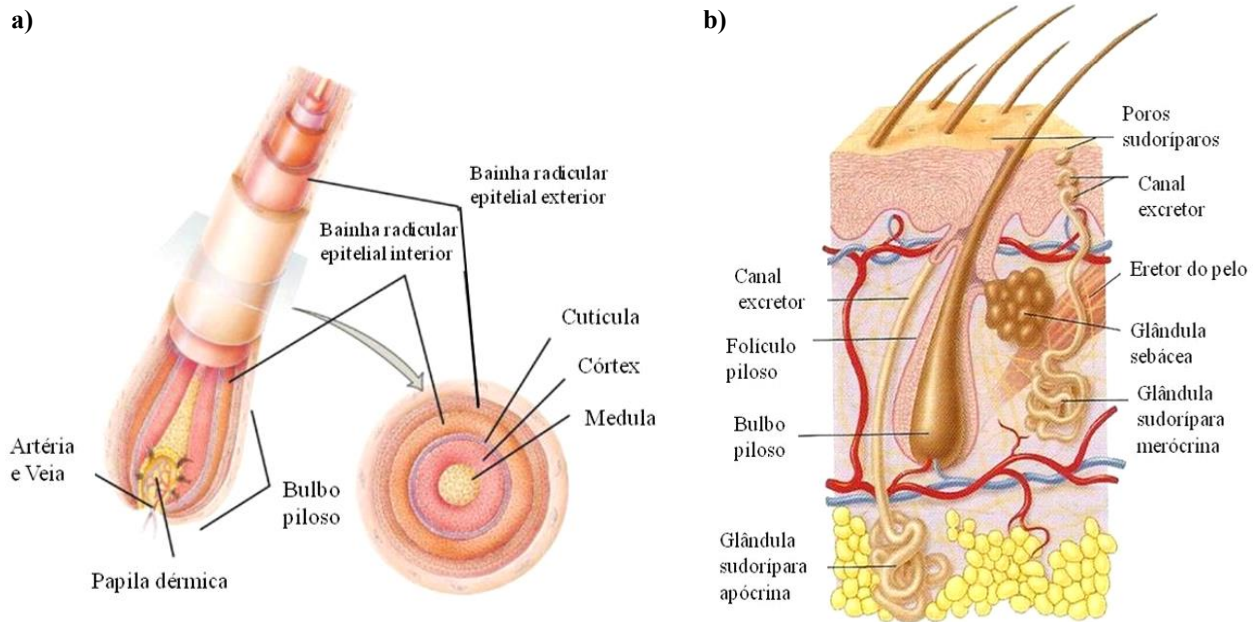 a)
Bainha radicular
epitelial exterior
Bainha radicular
epitelial interior
Cutícula
Córtex
Medula
Artéria
e Veia
Bulbo
piloso
Papila dérmica
b)
Poros
sudoríparos
Canal
excretor
Eretor do pelo
Glândula
sebácea
Glândula
sudorípara
merócrina
Canal
excretor
Folículo
piloso
Bulbo
piloso
Glândula
sudorípara
apócrina